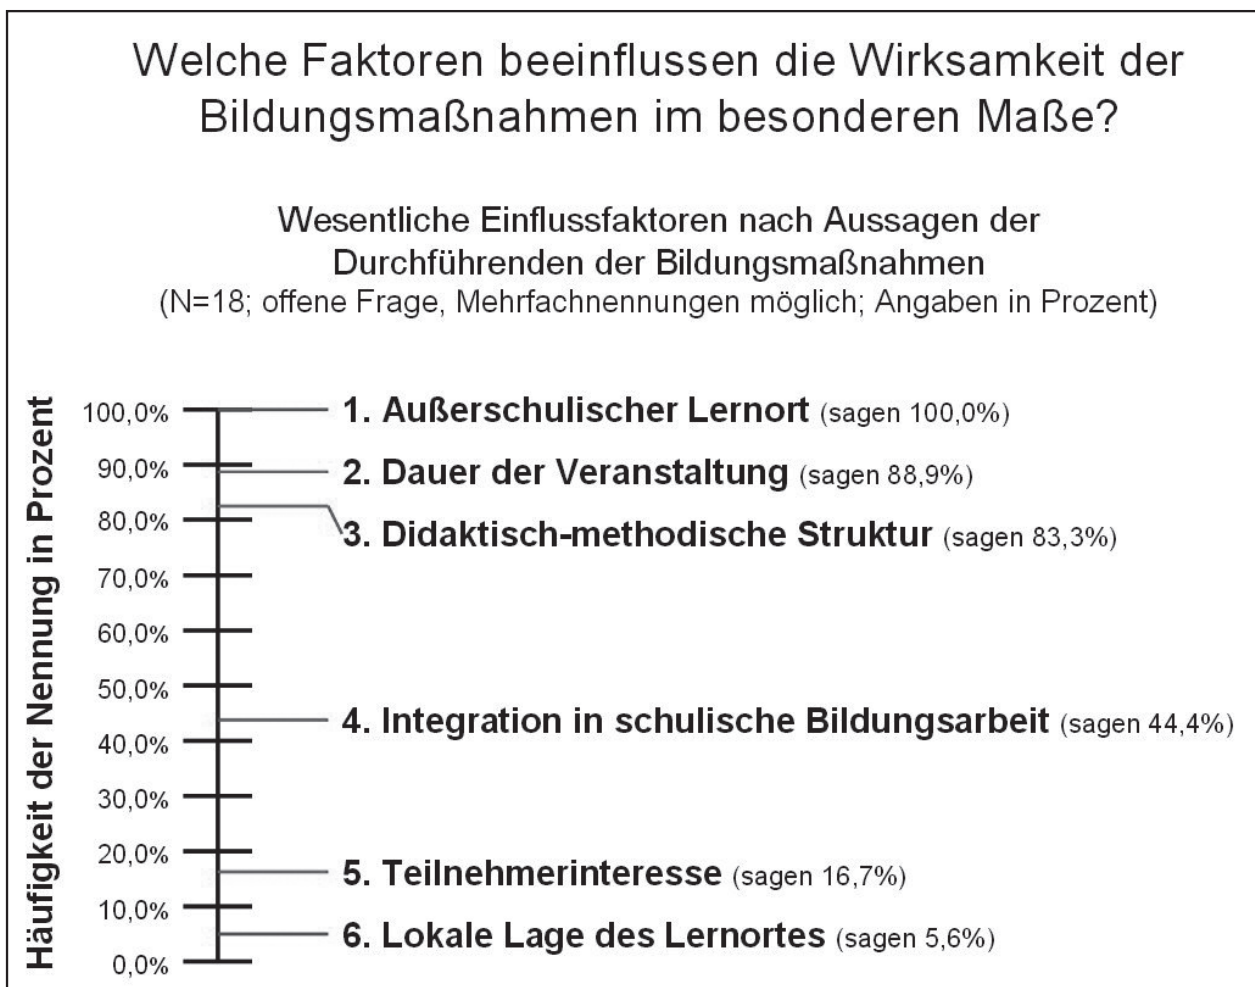 Welche Faktoren beeinflussen die Wirksamkeit der
Bildungsmaßnahmen im besonderen Maße?
Wesentliche Einflussfaktoren nach Aussagen der
Durchführenden der Bildungsmaßnahmen
(N=18; offene Frage, Mehrfachnennungen möglich; Angaben in Prozent)
Häufigkeit der Nennung in Prozent
100,0%
90,0%
80,0%
70,0%
60,0%
50,0%
40,0%
30,0%
20,0%
10,0%
0,0%
1. Außerschulischer Lernort (sagen 100,0%)
2. Dauer der Veranstaltung (sagen 88,9%)
3. Didaktisch-methodische Struktur (sagen 83,3%)
4. Integration in schulische Bildungsarbeit (sagen 44,4%)
5. Teilnehmerinteresse (sagen 16,7%)
6. Lokale Lage des Lernortes (sagen 5,6%)